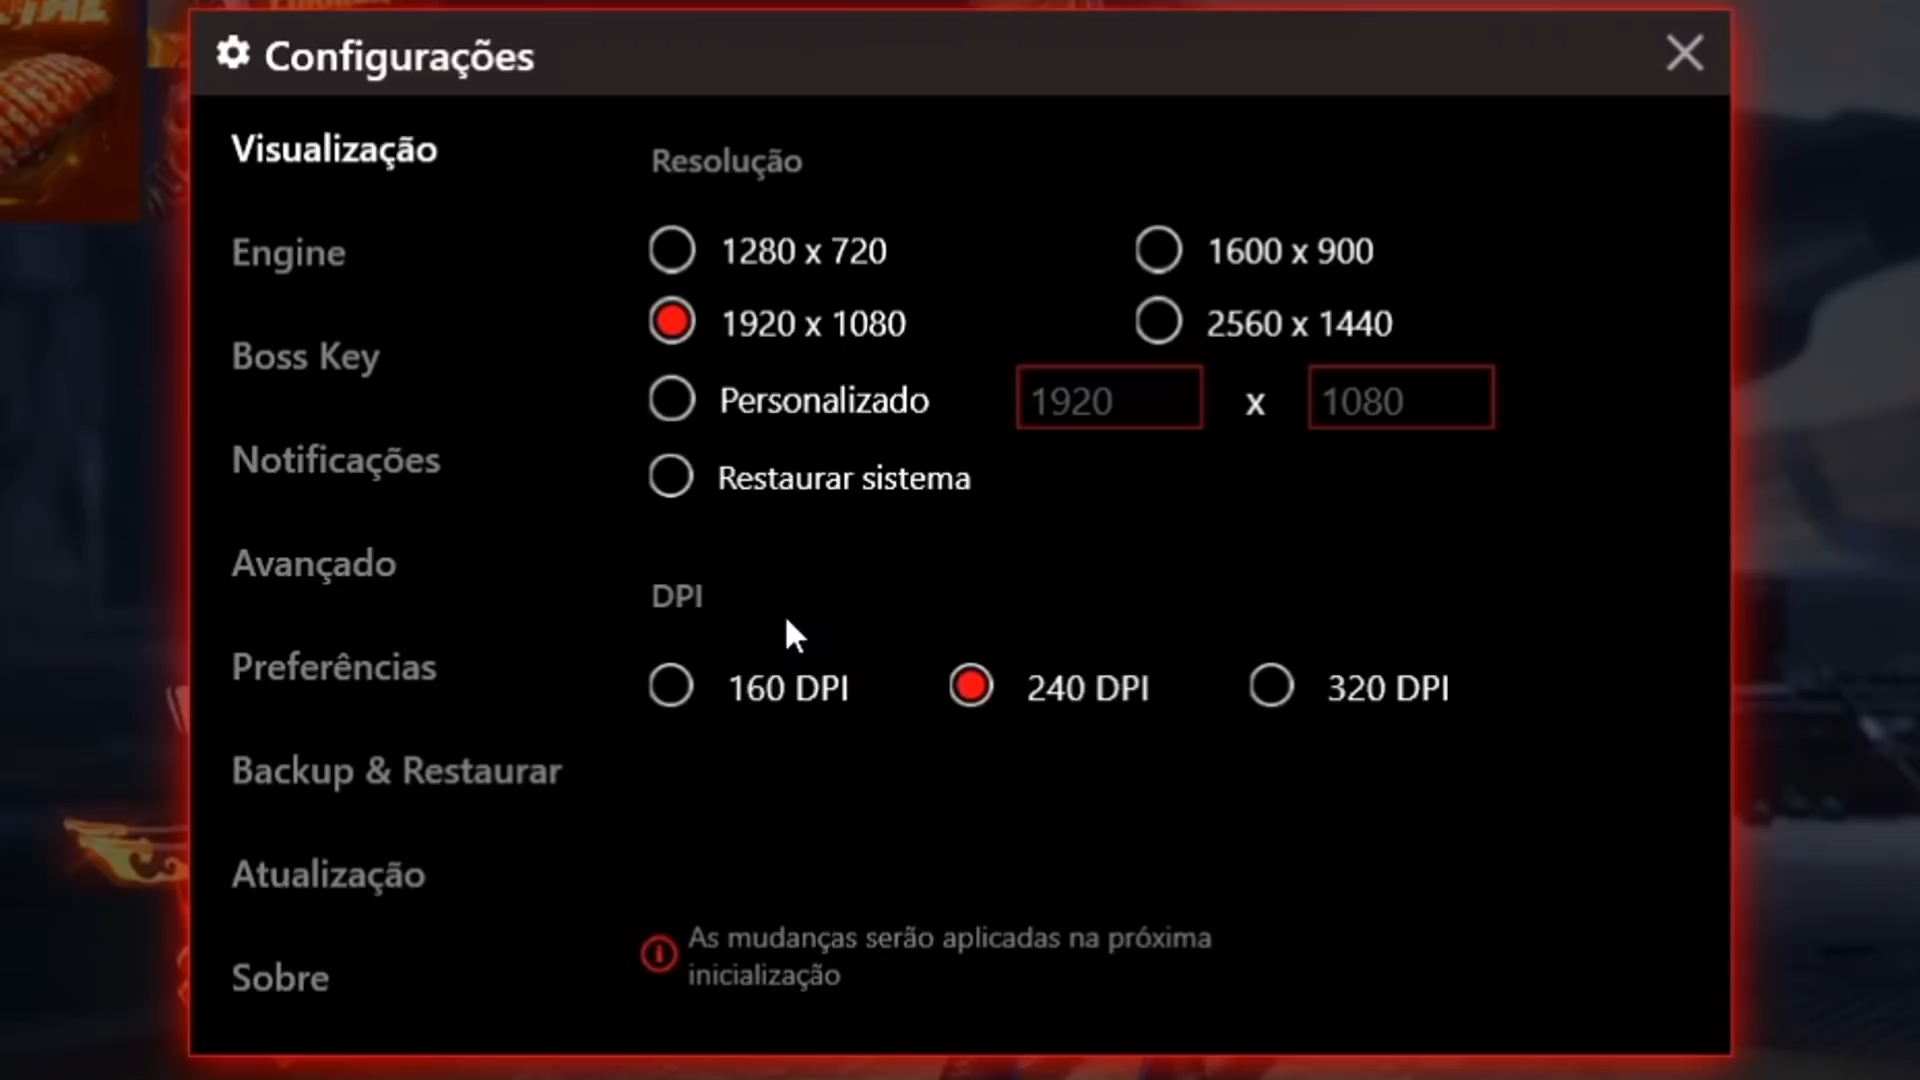 Configurações
Visualização
Engine
Boss Key
Notificações
Avançado
Preferências
Backup & Restaurar
Atualização
Sobre
Resolução
1280 x 720
1600 x 900
1920 x 1080
2560 x 1440
Personalizado 1920 x 1080
Restaurar sistema
DPI
160 DPI
240 DPI
320 DPI
As mudanças serão aplicadas na próxima
inicialização